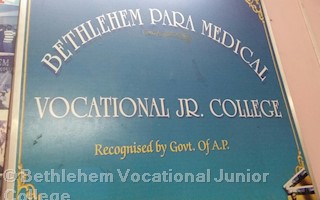 BETHLEHEM PARA MEDICAL
VOCATIONAL JR. COLLEGE
Recognised by Govt. Of A.P.
©Bethlehem Vocational Junior
College